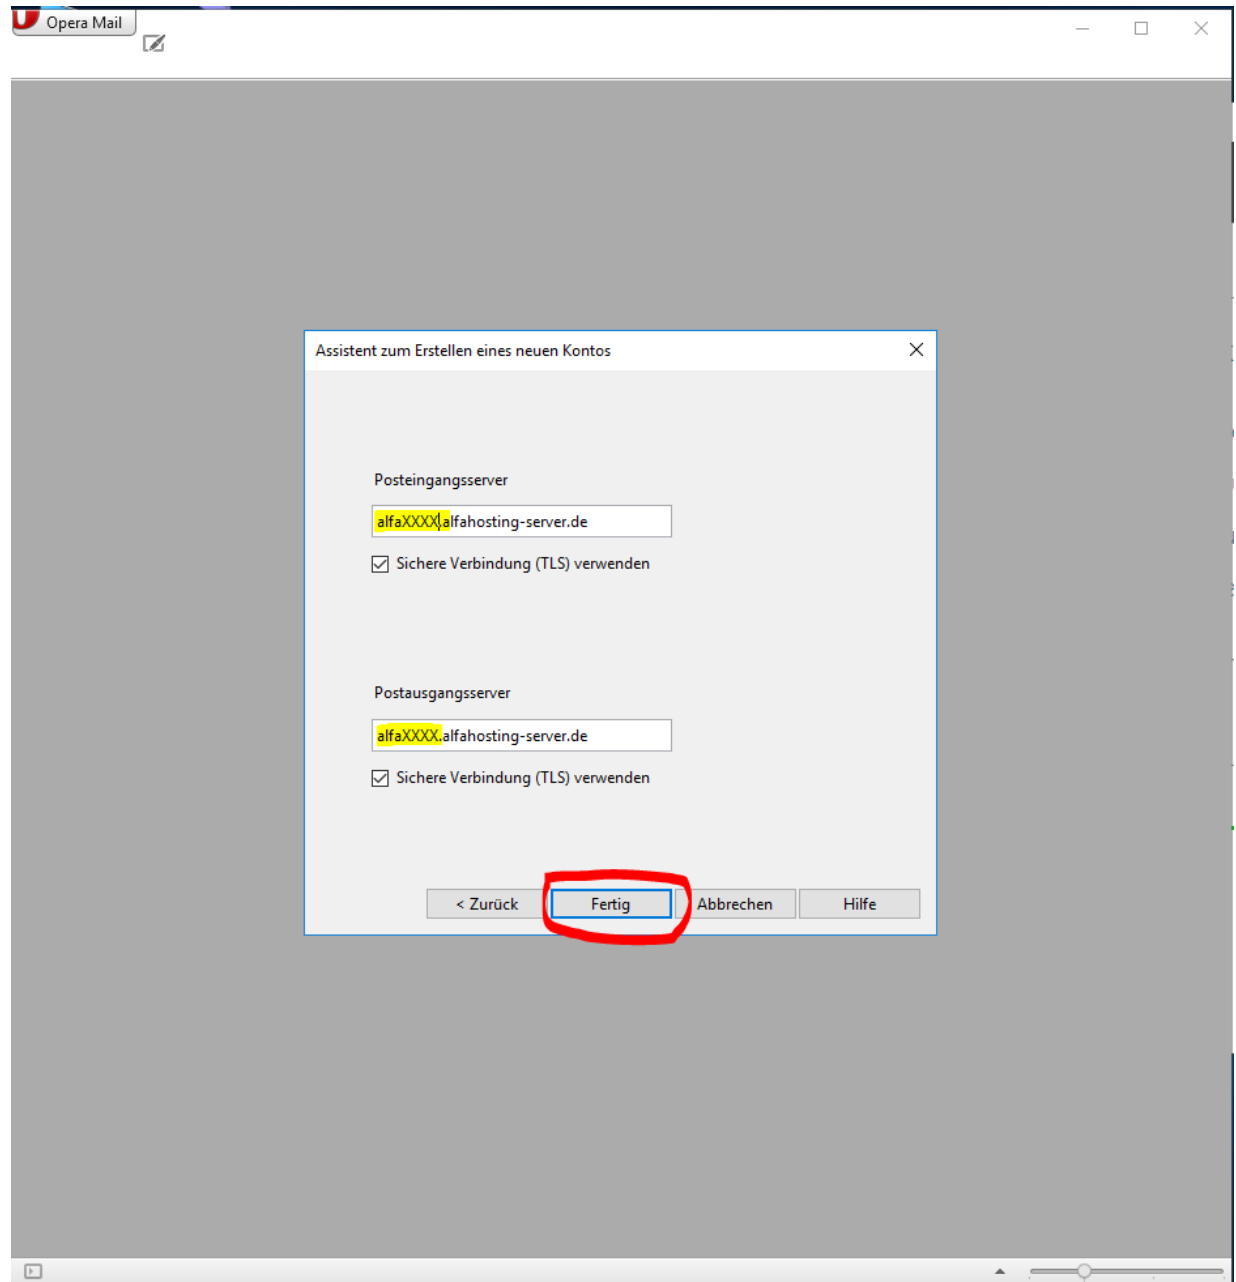 Opera Mail
Assistent zum Erstellen eines neuen Kontos
Posteingangsserver
alfaXXXX.alfahosting-server.de
Sichere Verbindung (TLS) verwenden
Postausgangsserver
alfaXXXX.alfahosting-server.de
Sichere Verbindung (TLS) verwenden
< Zurück Fertig Abbrechen Hilfe